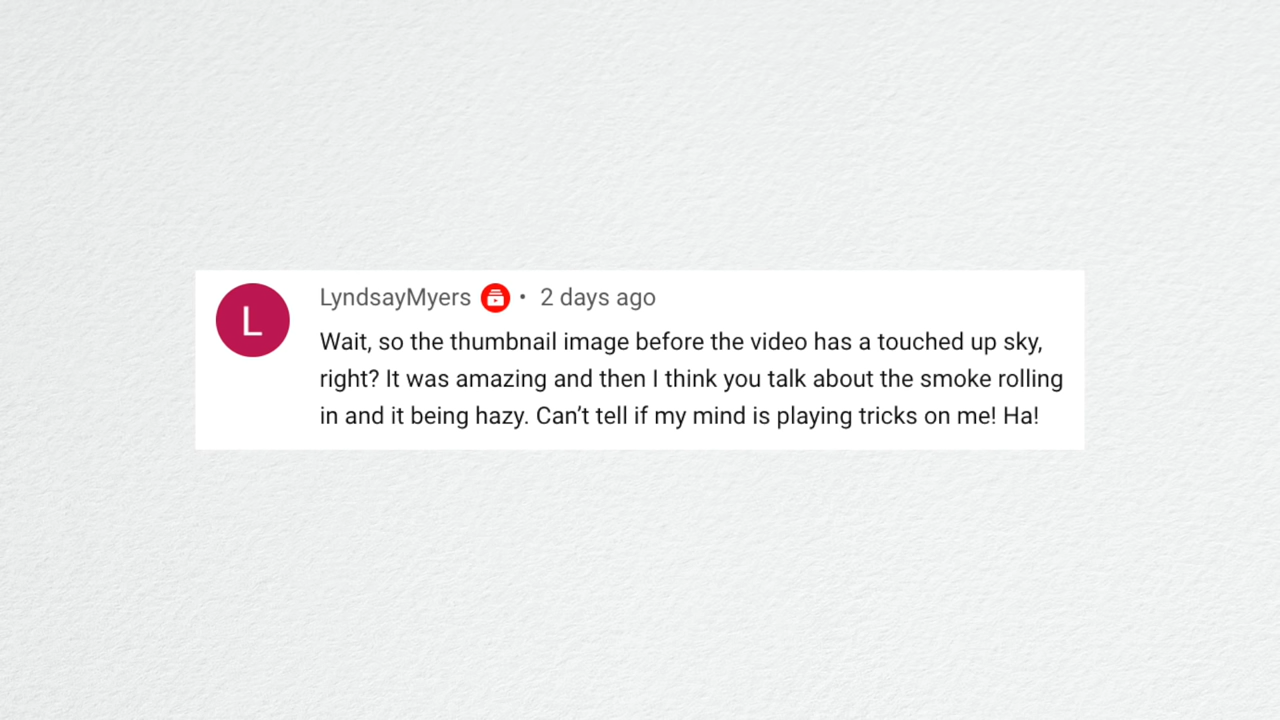 L
LyndsayMyers • 2 days ago
Wait, so the thumbnail image before the video has a touched up sky,
right? It was amazing and then I think you talk about the smoke rolling
in and it being hazy. Can’t tell if my mind is playing tricks on me! Ha!